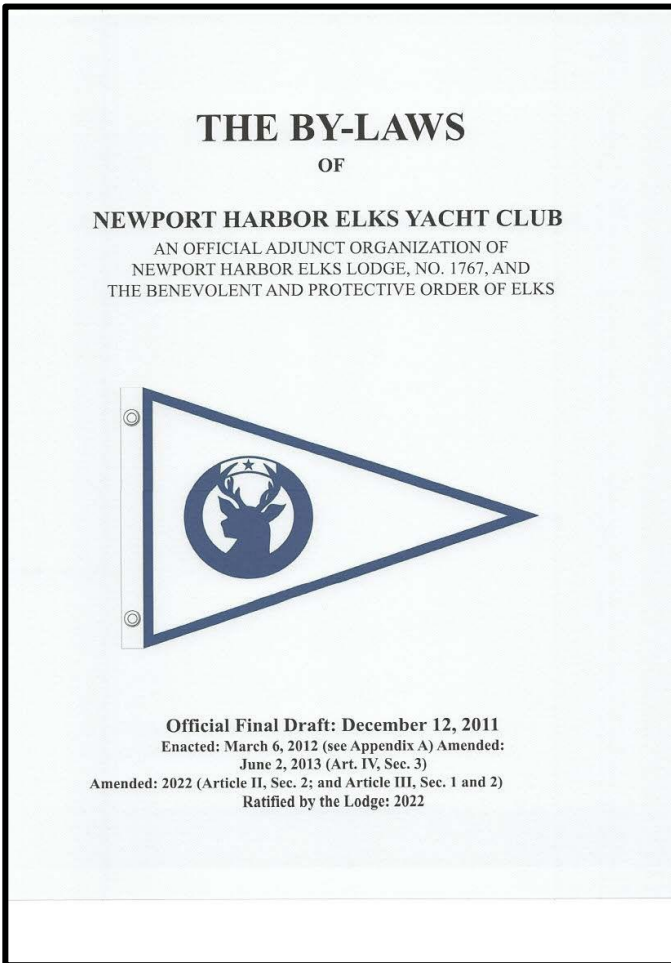 THE BY-LAWS
OF
NEWPORT HARBOR ELKS YACHT CLUB
AN OFFICIAL ADJUNCT ORGANIZATION OF
NEWPORT HARBOR ELKS LODGE, NO. 1767, AND
THE BENEVOLENT AND PROTECTIVE ORDER OF ELKS
Official Final Draft: December 12, 2011
Enacted: March 6, 2012 (see Appendix A) Amended:
June 2, 2013 (Art. IV, Sec. 3)
Amended: 2022 (Article II, Sec. 2; and Article III, Sec. 1 and 2)
Ratified by the Lodge: 2022